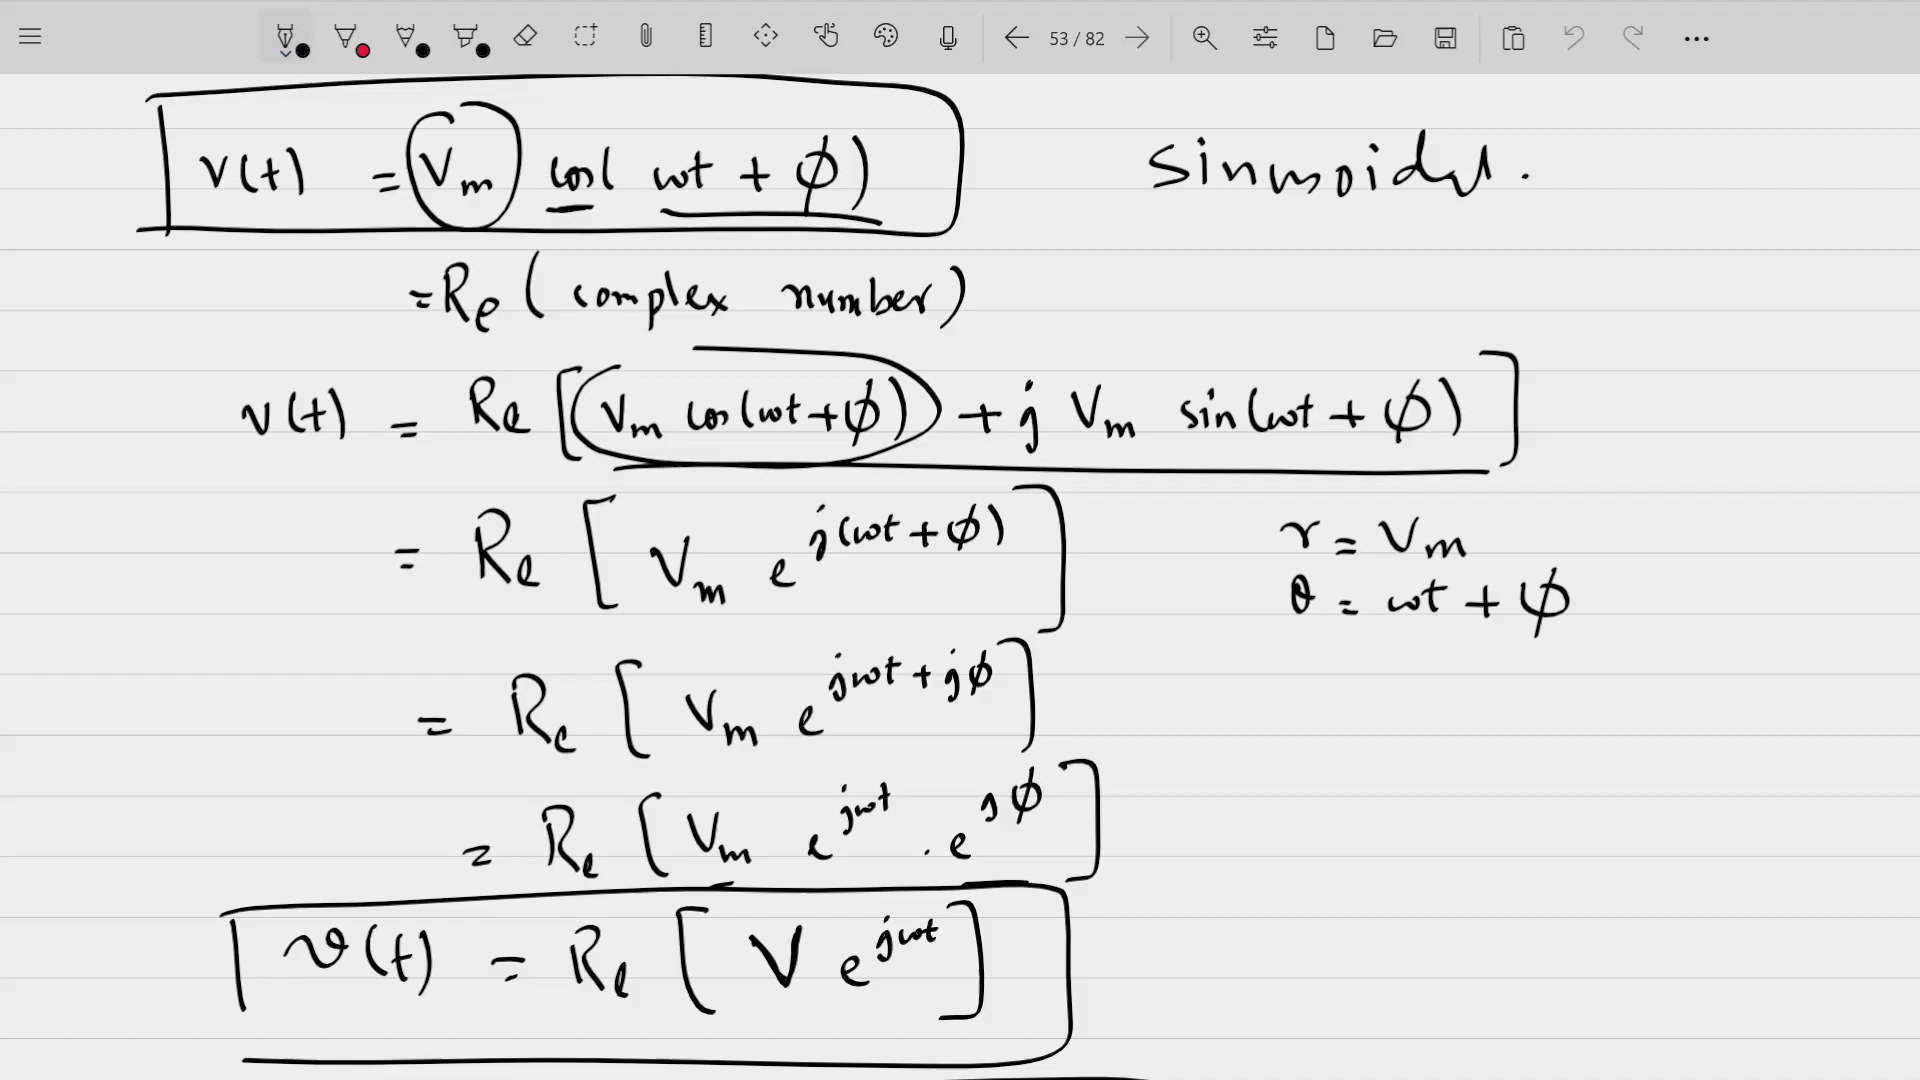 53 / 82
v(t) = Vm cos(ωt + φ) sinusoidal.
= Re ( complex number )
v(t) = Re [ Vm cos(ωt + φ) + j Vm sin(ωt + φ) ]
= Re [ Vm e^j(ωt + φ) ]
r = Vm
θ = ωt + φ
= Re [ Vm e^jωt + jφ ]
= Re [ Vm e^jωt . e^jφ ]
v(t) = Re [ V e^jωt ]